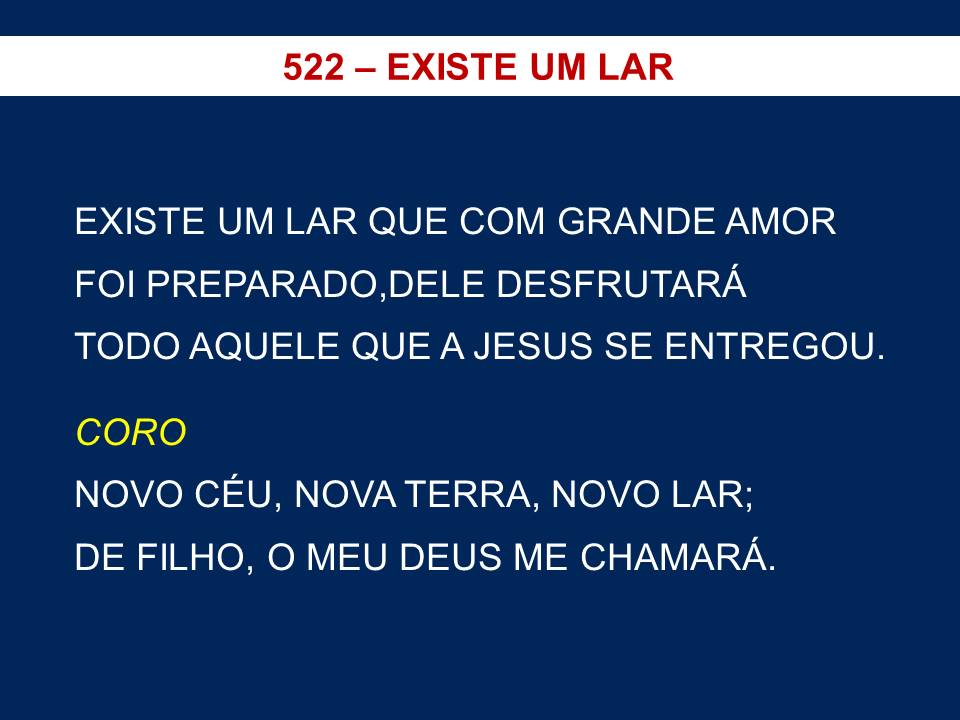 522 – EXISTE UM LAR
EXISTE UM LAR QUE COM GRANDE AMOR
FOI PREPARADO,DELE DESFRUTARÁ
TODO AQUELE QUE A JESUS SE ENTREGOU.
CORO
NOVO CÉU, NOVA TERRA, NOVO LAR;
DE FILHO, O MEU DEUS ME CHAMARÁ.